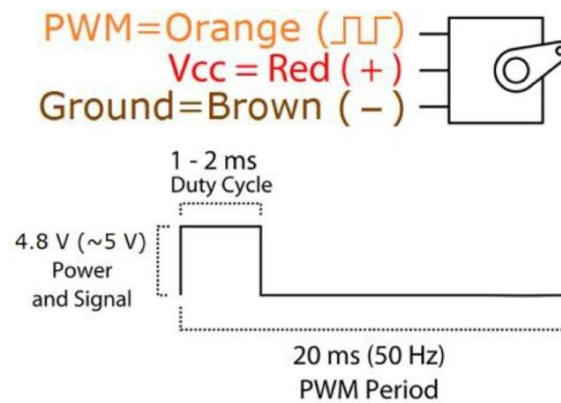 PWM=Orange (⎍⎍)
Vcc = Red ( + )
Ground=Brown ( – )
1 - 2 ms
Duty Cycle
4.8 V (~5 V)
Power
and Signal
20 ms (50 Hz)
PWM Period